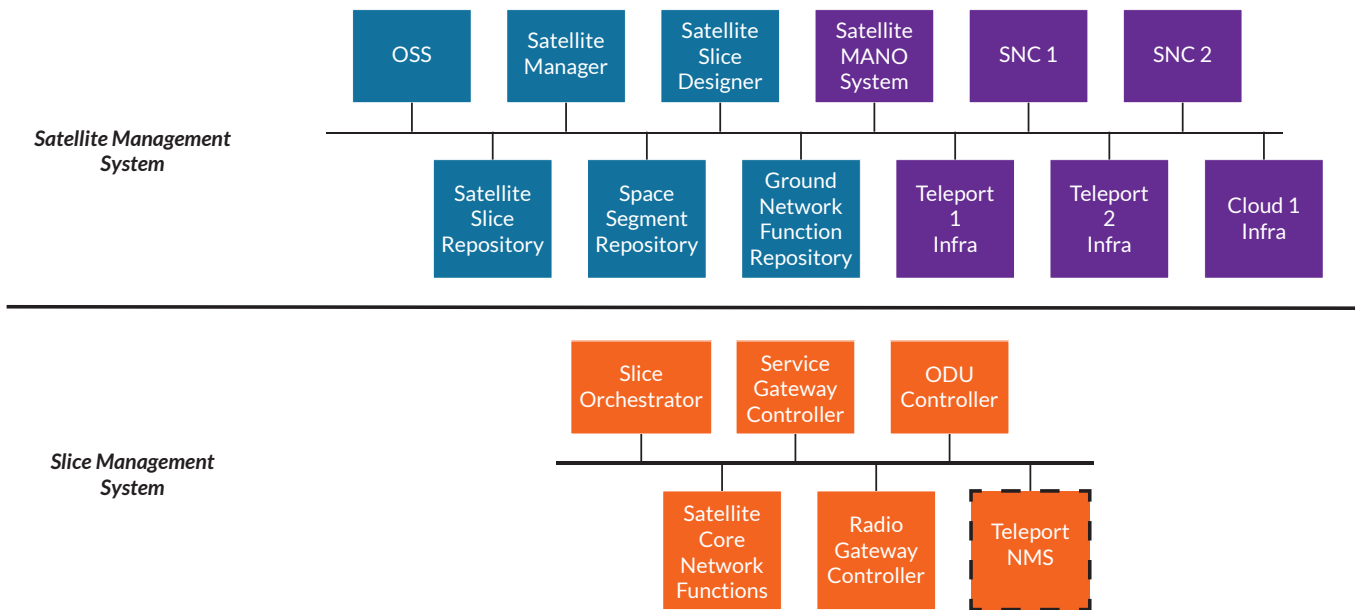 OSS
Satellite
Manager
Satellite
Slice
Designer
Satellite
MANO
System
SNC 1
SNC 2
Satellite Management
System
Satellite
Slice
Repository
Space
Segment
Repository
Ground
Network
Function
Repository
Teleport
1
Infra
Teleport
2
Infra
Cloud 1
Infra
Slice
Orchestrator
Service
Gateway
Controller
ODU
Controller
Slice Management
System
Satellite
Core
Network
Functions
Radio
Gateway
Controller
Teleport
NMS